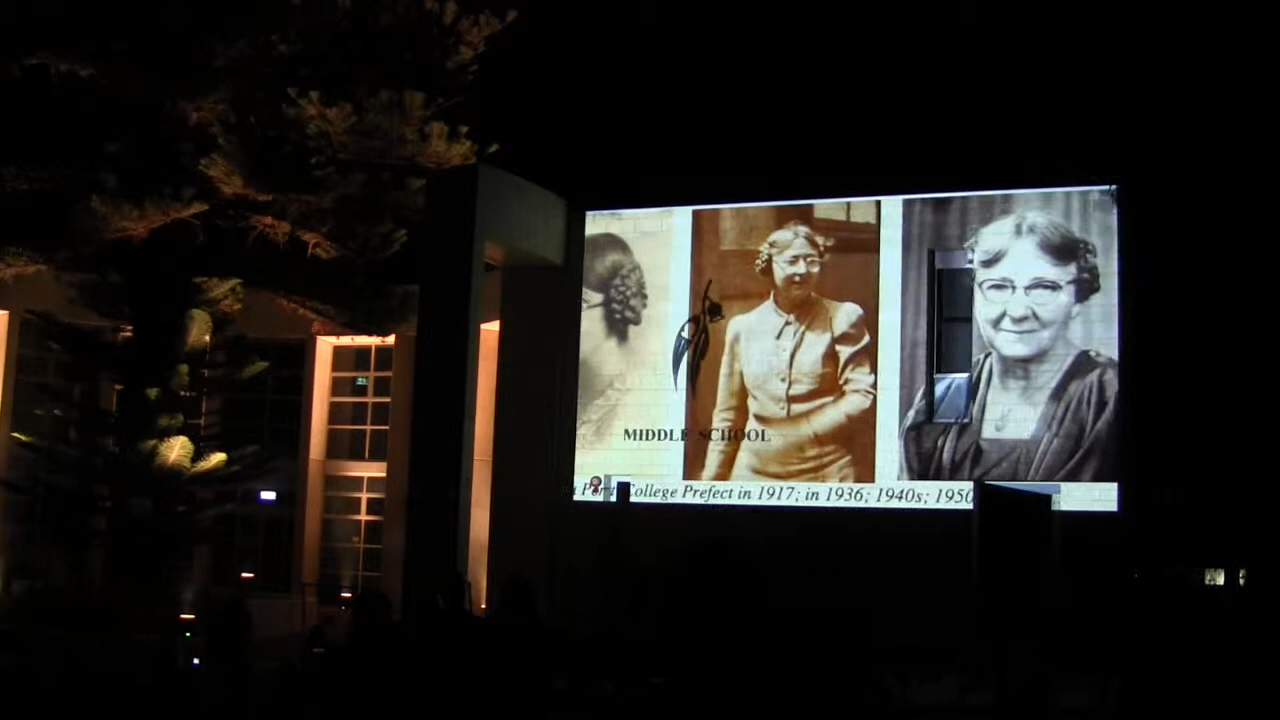 MIDDLE SCHOOL
College Prefect in 1917; in 1936; 1940s; 1950